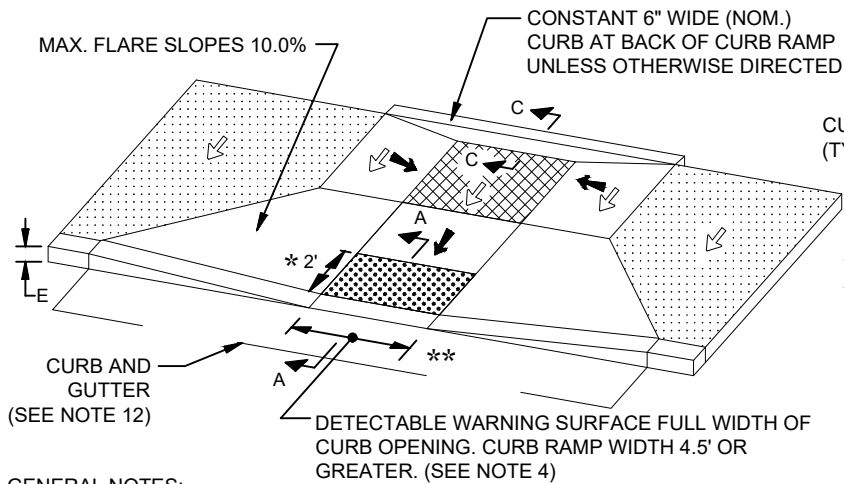 CONSTANT 6" WIDE (NOM.)
CURB AT BACK OF CURB RAMP
UNLESS OTHERWISE DIRECTED
MAX. FLARE SLOPES 10.0%
C
CU
(TY
C
A
* 2'
E
**
CURB AND
GUTTER
(SEE NOTE 12)
A
DETECTABLE WARNING SURFACE FULL WIDTH OF
CURB OPENING. CURB RAMP WIDTH 4.5' OR
GREATER. (SEE NOTE 4)
GENERAL NOTES: